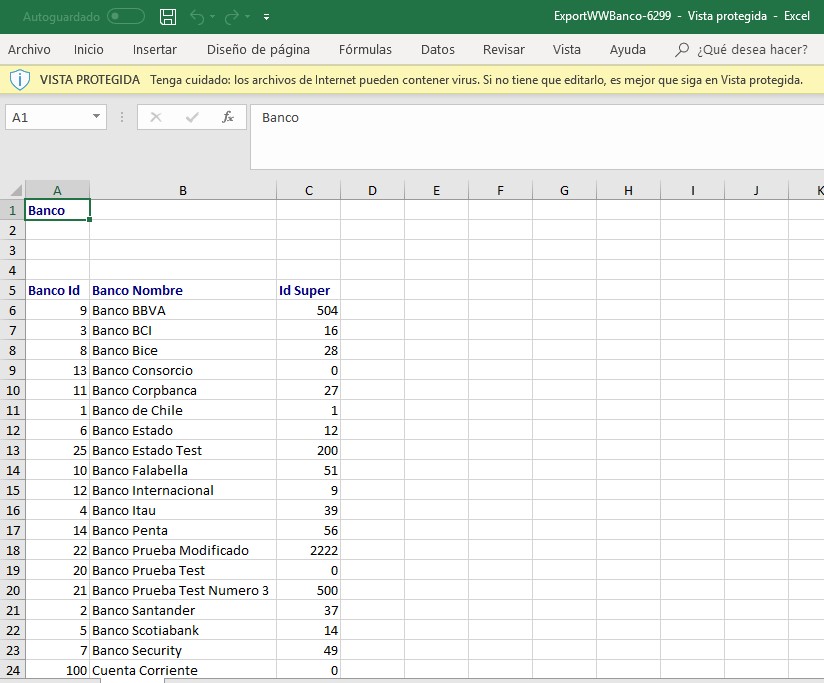 Autoguardado ExportWWBanco-6299 - Vista protegida - Excel
Archivo Inicio Insertar Diseño de página Fórmulas Datos Revisar Vista Ayuda ¿Qué desea hacer?
VISTA PROTEGIDA Tenga cuidado: los archivos de Internet pueden contener virus. Si no tiene que editarlo, es mejor que siga en Vista protegida.
A1 fx Banco
A B C D E F G H I J K
1 Banco
2
3
4
5 Banco Id Banco Nombre Id Super
6 9 Banco BBVA 504
7 3 Banco BCI 16
8 8 Banco Bice 28
9 13 Banco Consorcio 0
10 11 Banco Corpbanca 27
11 1 Banco de Chile 1
12 6 Banco Estado 12
13 25 Banco Estado Test 200
14 10 Banco Falabella 51
15 12 Banco Internacional 9
16 4 Banco Itau 39
17 14 Banco Penta 56
18 22 Banco Prueba Modificado 2222
19 20 Banco Prueba Test 0
20 21 Banco Prueba Test Numero 3 500
21 2 Banco Santander 37
22 5 Banco Scotiabank 14
23 7 Banco Security 49
24 100 Cuenta Corriente 0